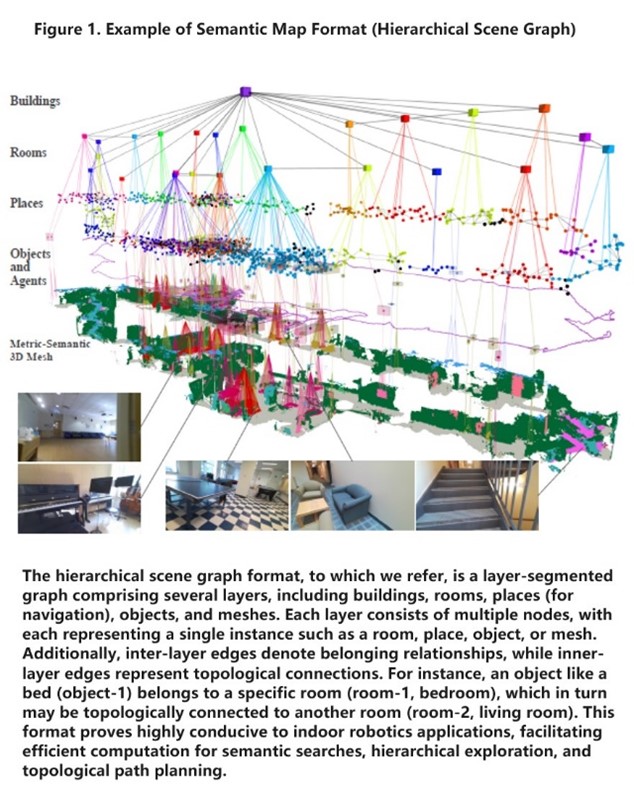 Figure 1. Example of Semantic Map Format (Hierarchical Scene Graph)
Buildings
Rooms
Places
Objects
and
Agents
Metric-Semantic
3D Mesh
The hierarchical scene graph format, to which we refer, is a layer-segmented
graph comprising several layers, including buildings, rooms, places (for
navigation), objects, and meshes. Each layer consists of multiple nodes, with
each representing a single instance such as a room, place, object, or mesh.
Additionally, inter-layer edges denote belonging relationships, while inner-
layer edges represent topological connections. For instance, an object like a
bed (object-1) belongs to a specific room (room-1, bedroom), which in turn
may be topologically connected to another room (room-2, living room). This
format proves highly conducive to indoor robotics applications, facilitating
efficient computation for semantic searches, hierarchical exploration, and
topological path planning.